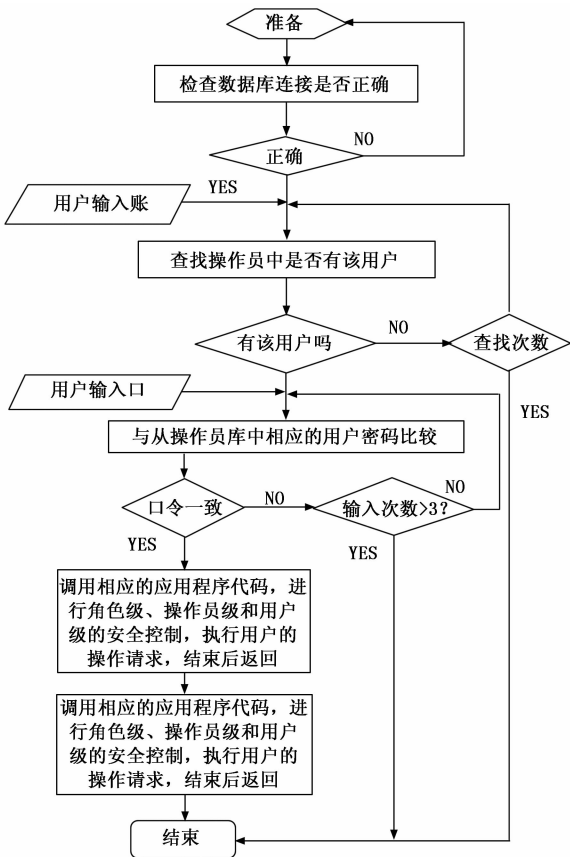 准备
检查数据库连接是否正确
NO
正确
YES
用户输入账
查找操作员中是否有该用户
有该用户吗
NO
查找次数
用户输入口
YES
与从操作员库中相应的用户密码比较
NO
口令一致
NO
输入次数>3?
YES
YES
调用相应的应用程序代码，进
行角色级、操作员级和用户
级的安全控制，执行用户的
操作请求，结束后返回
调用相应的应用程序代码，进
行角色级、操作员级和用户
级的安全控制，执行用户的
操作请求，结束后返回
结束